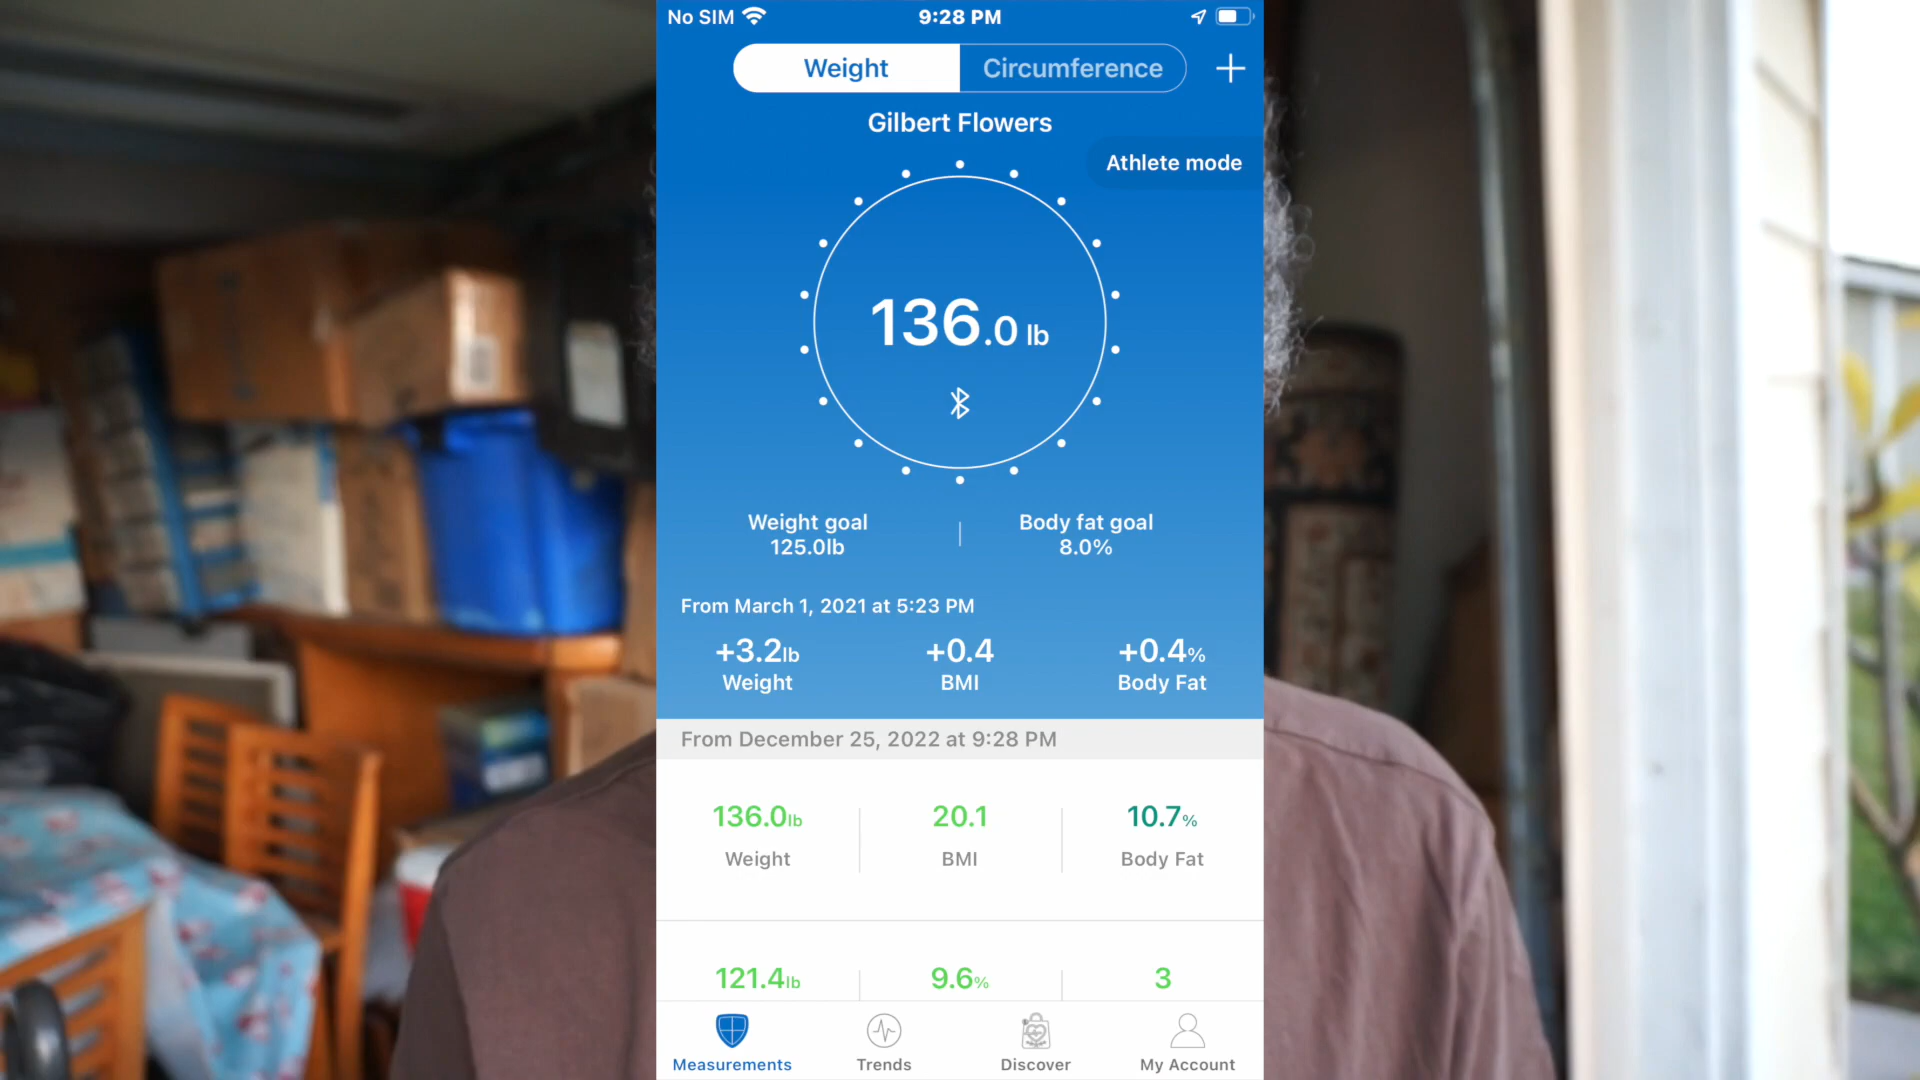 No SIM 9:28 PM
Weight Circumference
Gilbert Flowers
Athlete mode
136.0 lb
Weight goal Body fat goal
125.0lb 8.0%
From March 1, 2021 at 5:23 PM
+3.2lb +0.4 +0.4%
Weight BMI Body Fat
From December 25, 2022 at 9:28 PM
136.0lb 20.1 10.7%
Weight BMI Body Fat
121.4lb 9.6% 3
Measurements Trends Discover My Account